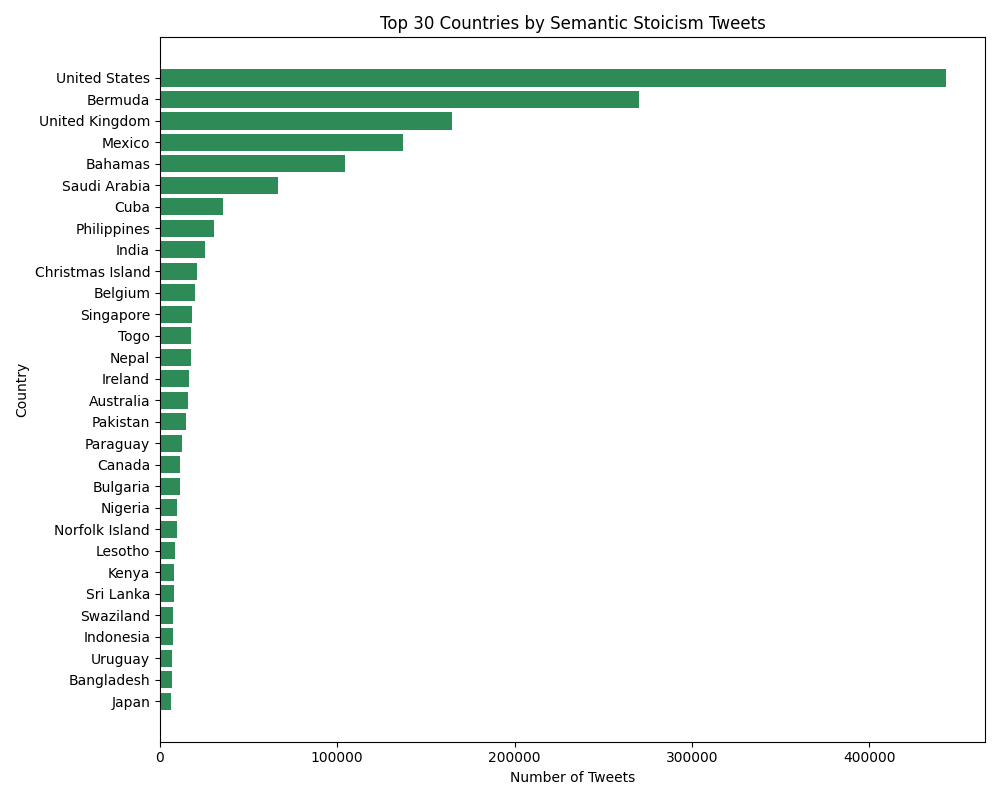 Top 30 Countries by Semantic Stoicism Tweets
United States
Bermuda
United Kingdom
Mexico
Bahamas
Saudi Arabia
Cuba
Philippines
India
Christmas Island
Belgium
Singapore
Togo
Nepal
Ireland
Australia
Pakistan
Paraguay
Canada
Bulgaria
Nigeria
Norfolk Island
Lesotho
Kenya
Sri Lanka
Swaziland
Indonesia
Uruguay
Bangladesh
Japan
Country
0 100000 200000 300000 400000
Number of Tweets